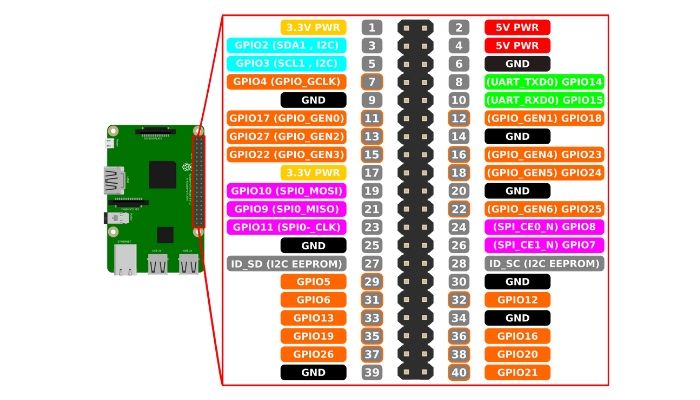 3.3V PWR 1 2 5V PWR
GPIO2 (SDA1 , I2C) 3 4 5V PWR
GPIO3 (SCL1 , I2C) 5 6 GND
GPIO4 (GPIO_GCLK) 7 8 (UART_TXD0) GPIO14
GND 9 10 (UART_RXD0) GPIO15
GPIO17 (GPIO_GEN0) 11 12 (GPIO_GEN1) GPIO18
GPIO27 (GPIO_GEN2) 13 14 GND
GPIO22 (GPIO_GEN3) 15 16 (GPIO_GEN4) GPIO23
3.3V PWR 17 18 (GPIO_GEN5) GPIO24
GPIO10 (SPI0_MOSI) 19 20 GND
GPIO9 (SPI0_MISO) 21 22 (GPIO_GEN6) GPIO25
GPIO11 (SPI0-_CLK) 23 24 (SPI_CE0_N) GPIO8
GND 25 26 (SPI_CE1_N) GPIO7
ID_SD (I2C EEPROM) 27 28 ID_SC (I2C EEPROM)
GPIO5 29 30 GND
GPIO6 31 32 GPIO12
GPIO13 33 34 GND
GPIO19 35 36 GPIO16
GPIO26 37 38 GPIO20
GND 39 40 GPIO21